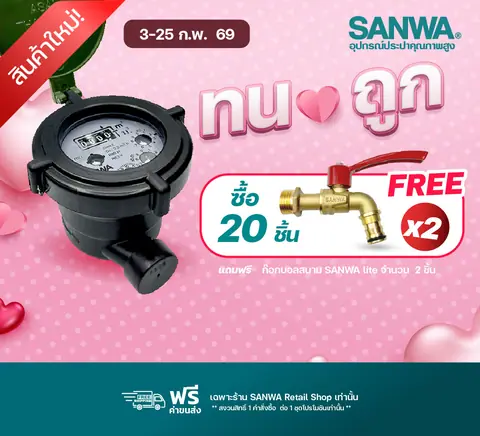 สินค้าใหม่!
3-25 ก.พ. 69
SANWA®
อุปกรณ์ประปาคุณภาพสูง
ทน ถูก
SANWA
ซื้อ
20 ชิ้น
SANWA
FREE
x2
แถมฟรี ก๊อกบอลสนามัย SANWA lite จำนวน 2 ชิ้น
ฟรี
ค่าขนส่ง
เฉพาะร้าน SANWA Retail Shop เท่านั้น
** สงวนสิทธิ์ 1 คำสั่งซื้อ ต่อ 1 ชุดโปรโมชันเท่านั้น **